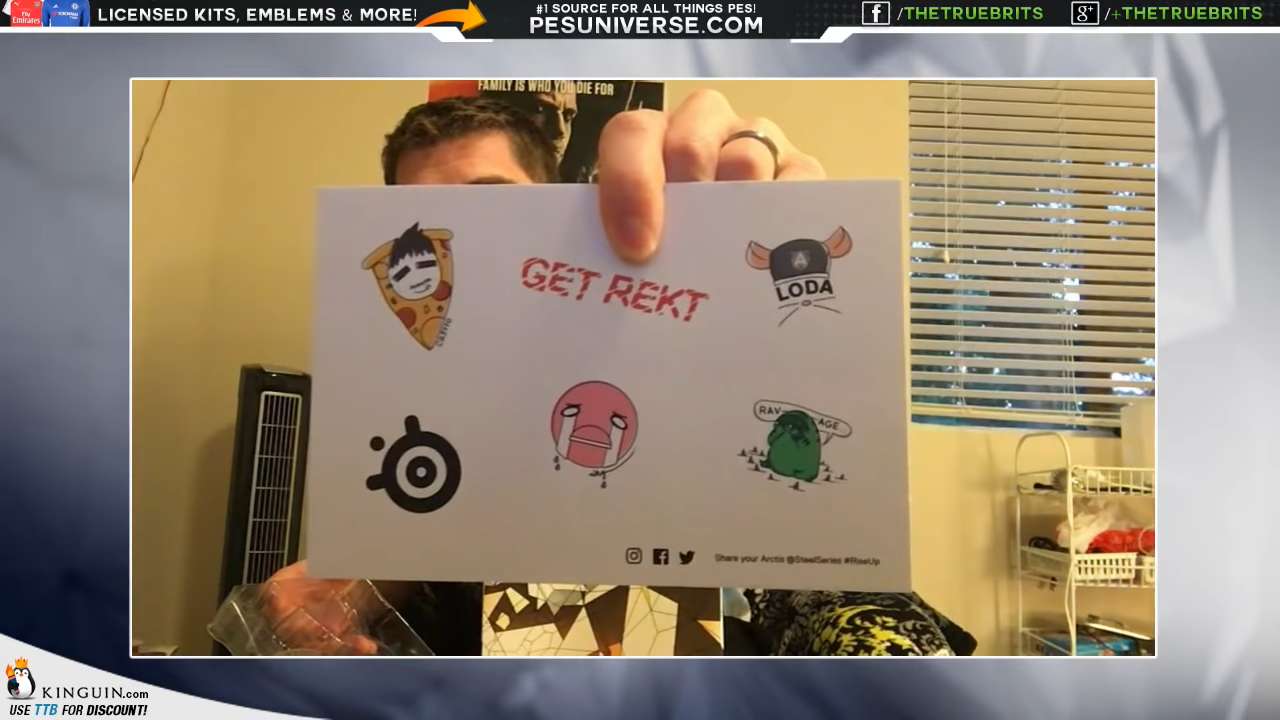 LICENSED KITS, EMBLEMS & MORE!
#1 SOURCE FOR ALL THINGS PES!
PESUNIVERSE.COM
/THETRUEBRITS
/+THETRUEBRITS
FAMILY IS WHO YOU DIE FOR
GET REKT
LODA
RAV AGE
Share your Arctis @SteelSeries #RiseUp
KINGUIN.com
USE TTB FOR DISCOUNT!